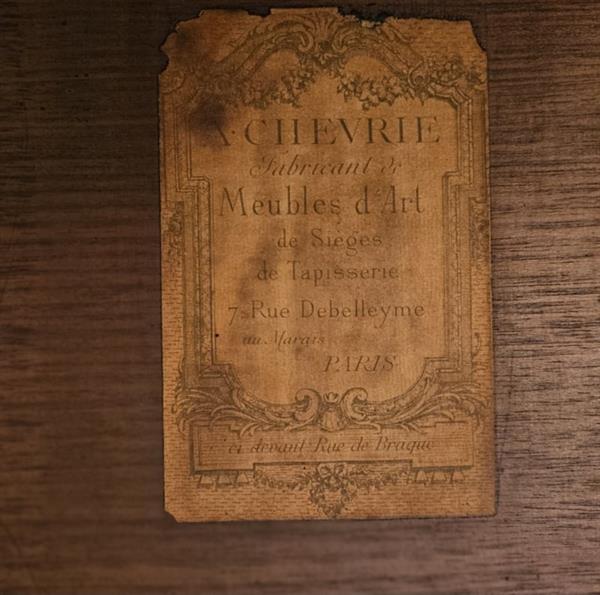 A. CHEVRIE
Fabricant de
Meubles d'Art
de Sièges
de Tapisserie
7, Rue Debelleyme
au Marais
PARIS
ci devant Rue de Braque